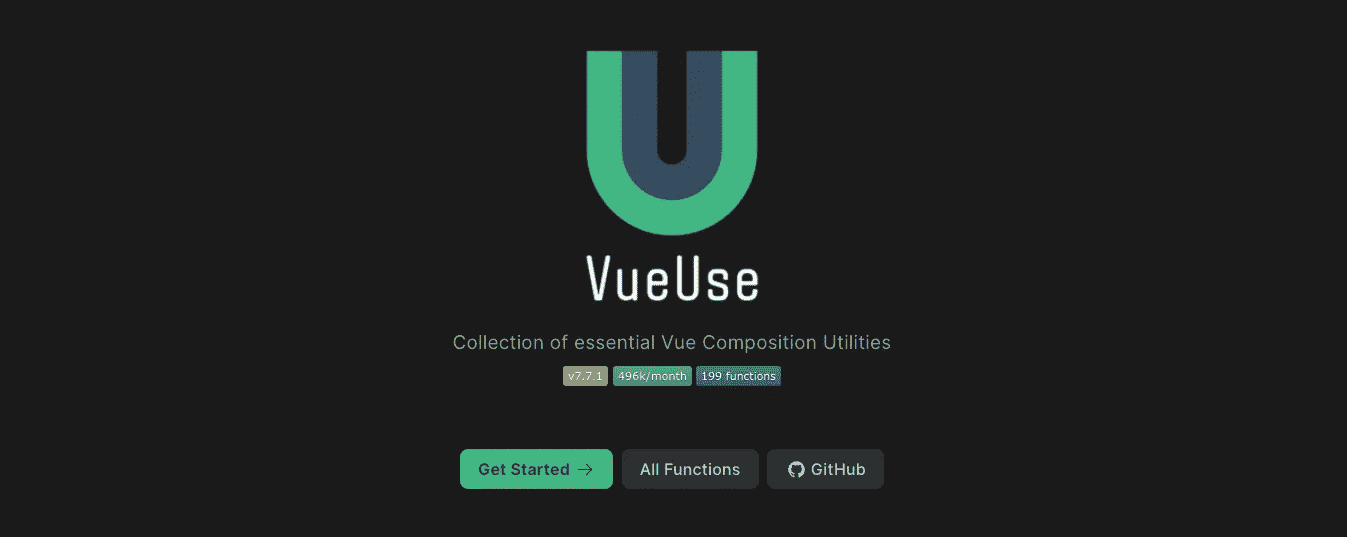 VueUse
Collection of essential Vue Composition Utilities
v7.7.1 496k/month 199 functions
Get Started → All Functions GitHub